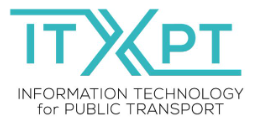 ITXPT
INFORMATION TECHNOLOGY
for PUBLIC TRANSPORT